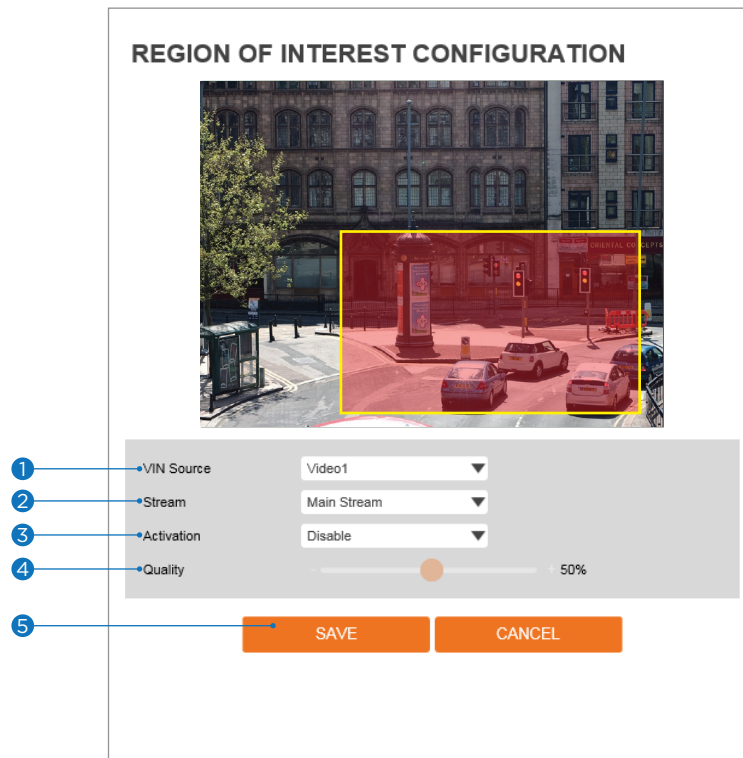 REGION OF INTEREST CONFIGURATION
ORIENTAL CONCEPTS
1 VIN Source Video1
2 Stream Main Stream
3 Activation Disable
4 Quality - + 50%
5 SAVE CANCEL